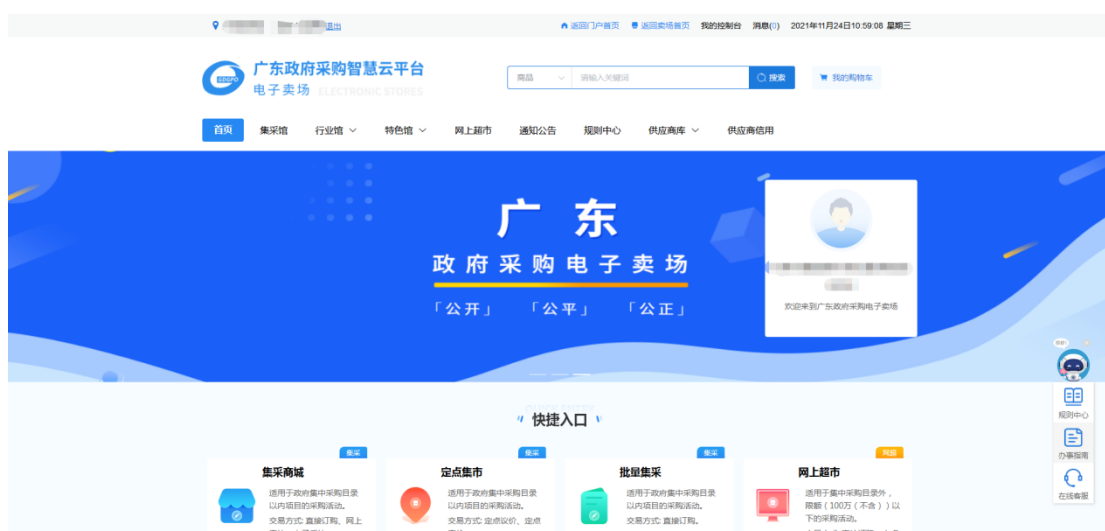 退出 返回门户首页 返回卖场首页 我的控制台 消息(0) 2021年11月24日10:59:08 星期三
广东政府采购智慧云平台
GDGPO
电子卖场 ELECTRONIC STORES
商品 请输入关键词 搜索 我的购物车
首页 集采馆 行业馆 特色馆 网上超市 通知公告 规则中心 供应商库 供应商信用
广东
政府采购电子卖场
「公开」 「公平」 「公正」
欢迎来到广东政府采购电子卖场
规则中心
办事指南
在线客服
快捷入口
集采 集采 集采 网超
集采商城 定点集市 批量集采 网上超市
适用于政府集中采购目录 适用于政府集中采购目录 适用于政府集中采购目录 适用于集中采购目录外，
以内项目的采购活动。 以内项目的采购活动。 以内项目的采购活动。 限额（100万（不含））以
交易方式: 直接订购、网上 交易方式: 定点议价、定点 交易方式: 直接订购。 下的采购活动。